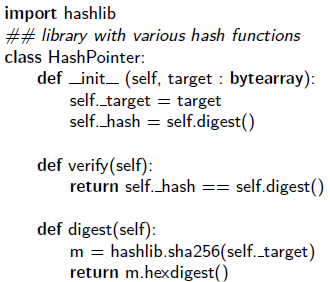 import hashlib
## library with various hash functions
class HashPointer:
    def __init__ (self, target : bytearray):
        self._target = target
        self._hash = self.digest()

    def verify(self):
        return self._hash == self.digest()

    def digest(self):
        m = hashlib.sha256(self._target)
        return m.hexdigest()